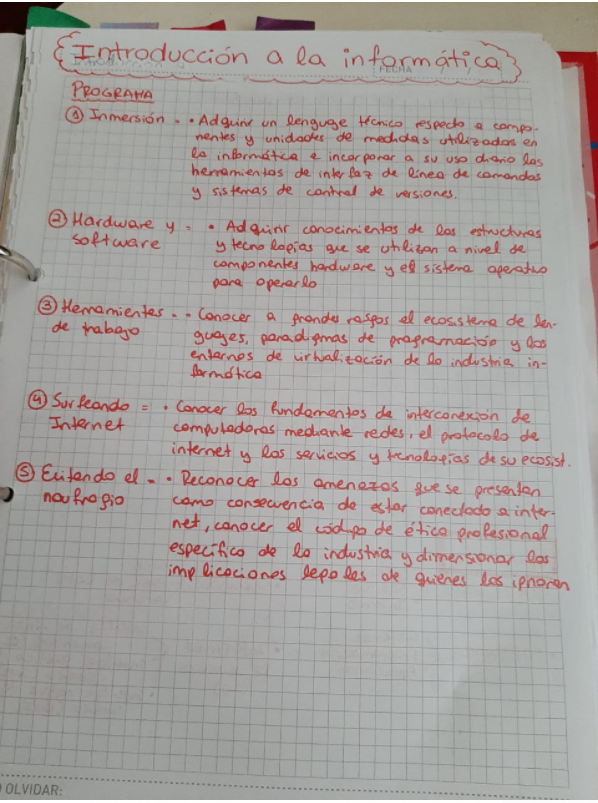 Introducción a la informática
FECHA
PROGRAMA
① Inmersión - • Adquirir un lenguage técnico respecto a compo-
nentes y unidades de medidas utilizadas en
la informática e incorporar a su uso diario las
herramientas de interfaz de línea de comandos
y sistemas de control de versiones.
② Hardware y = • Adquirir conocimientos de las estructuras
software y tecnologías que se utilizan a nivel de
componentes hardware y el sistema operativo
para operarlo
③ Herramientas - • Conocer a grandes rasgos el ecosistema de len-
de trabajo guajes, paradigmas de programación y los
entornos de virtualización de la industria in-
formática
④ Surfeando = • Conocer los fundamentos de interconexión de
Internet computadoras mediante redes, el protocolo de
internet y los servicios y tecnologías de su ecosist.
⑤ Evitando el - • Reconocer las amenazas que se presentan
naufragio como consecuencia de estar conectado a inter-
net, conocer el código de ética profesional
específico de la industria y dimensionar las
implicaciones legales de quienes los ignoran
OLVIDAR: